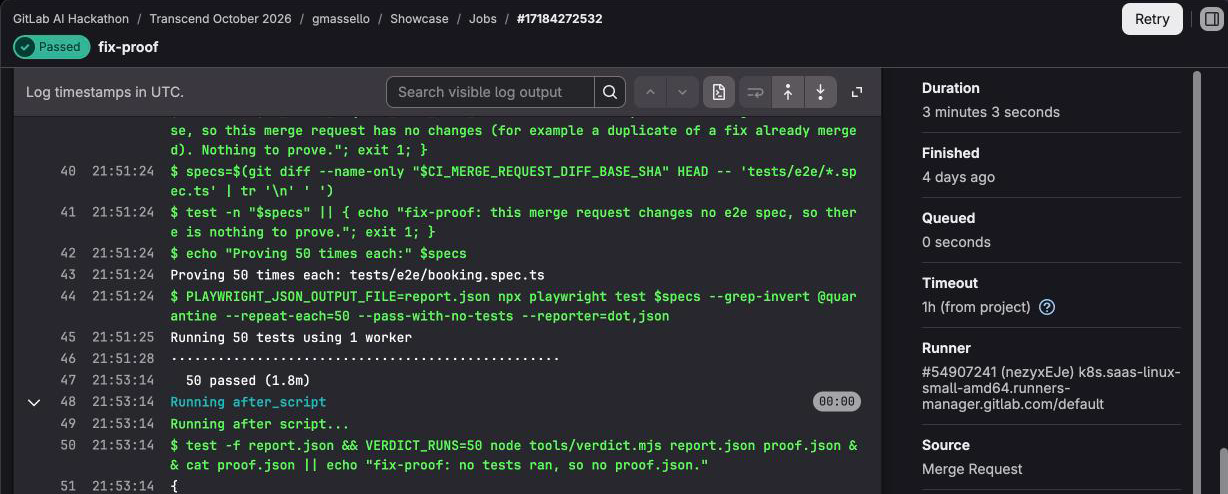 GitLab AI Hackathon / Transcend October 2026 / gmassello / Showcase / Jobs / #17184272532
Retry
Passed fix-proof
Log timestamps in UTC.
Search visible log output
se, so this merge request has no changes (for example a duplicate of a fix already merge
d). Nothing to prove."; exit 1; }
40 21:51:24 $ specs=$(git diff --name-only "$CI_MERGE_REQUEST_DIFF_BASE_SHA" HEAD -- 'tests/e2e/*.sp
ec.ts' | tr '\n' ' ')
41 21:51:24 $ test -n "$specs" || { echo "fix-proof: this merge request changes no e2e spec, so ther
e is nothing to prove."; exit 1; }
42 21:51:24 $ echo "Proving 50 times each:" $specs
43 21:51:24 Proving 50 times each: tests/e2e/booking.spec.ts
44 21:51:24 $ PLAYWRIGHT_JSON_OUTPUT_FILE=report.json npx playwright test $specs --grep-invert @quar
antine --repeat-each=50 --pass-with-no-tests --reporter=dot,json
45 21:51:25 Running 50 tests using 1 worker
46 21:51:28 ··················································
47 21:53:14 50 passed (1.8m)
48 21:53:14 Running after_script 00:00
49 21:53:14 Running after script...
50 21:53:14 $ test -f report.json && VERDICT_RUNS=50 node tools/verdict.mjs report.json proof.json &
& cat proof.json || echo "fix-proof: no tests ran, so no proof.json."
51 21:53:14 {
Duration
3 minutes 3 seconds
Finished
4 days ago
Queued
0 seconds
Timeout
1h (from project)
Runner
#54907241 (nezyxEJe) k8s.saas-linux-
small-amd64.runners-
manager.gitlab.com/default
Source
Merge Request